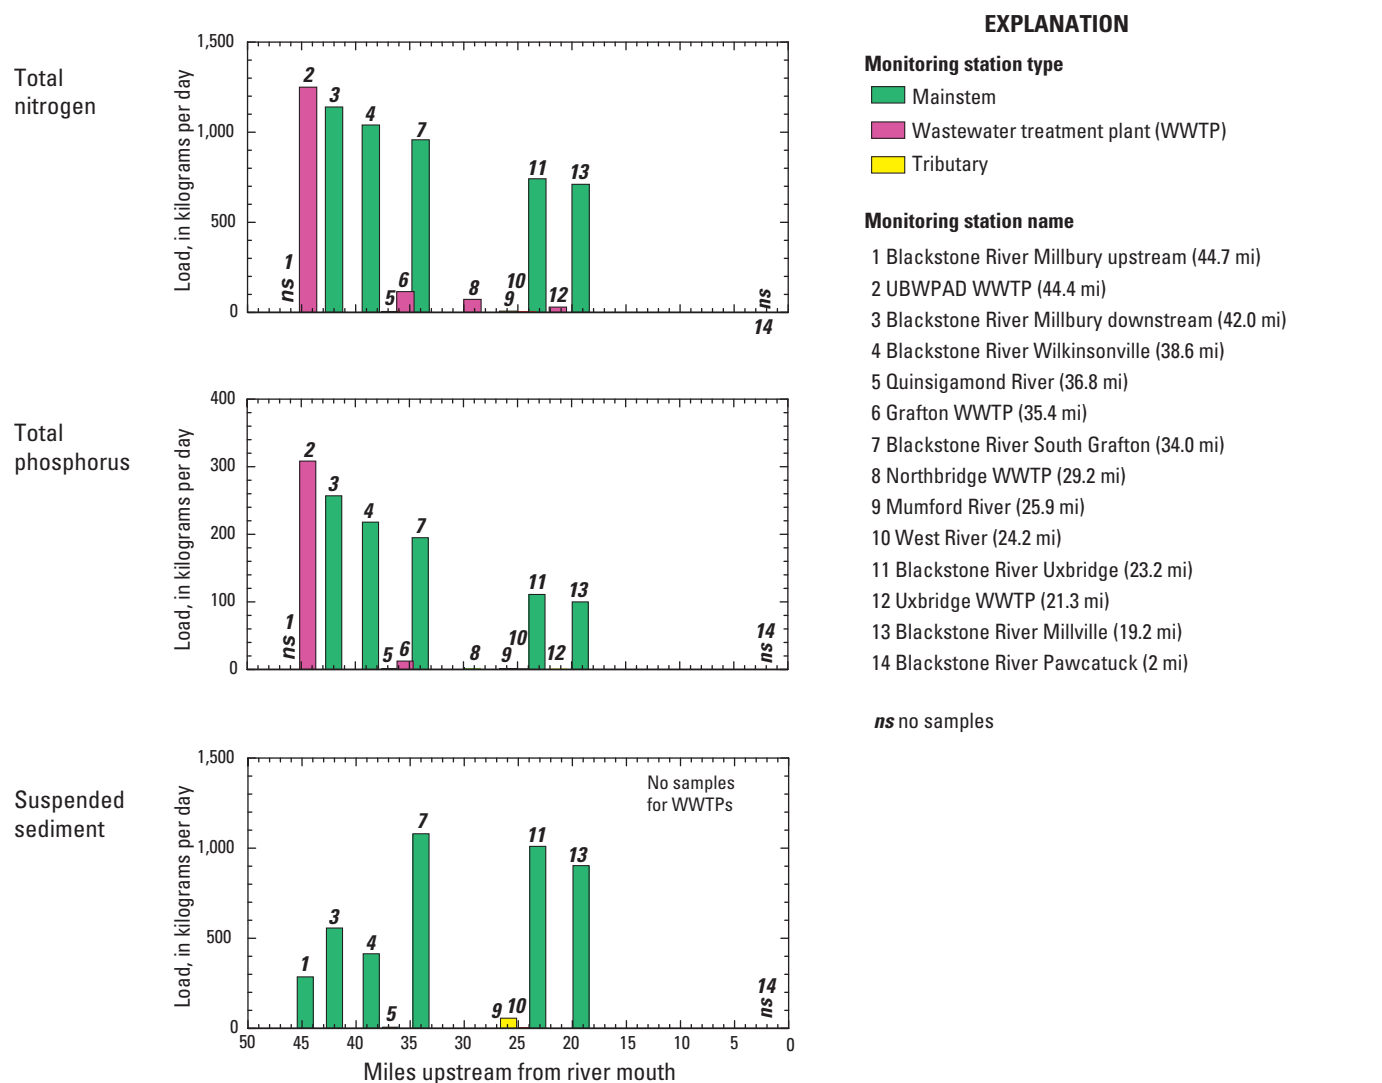 Total
nitrogen
Load, in kilograms per day
1,500
1,000
500
0
ns 1
2
3
4
5
6
7
8
9
10
11
12
13
ns
14
Total
phosphorus
Load, in kilograms per day
400
300
200
100
0
ns 1
2
3
4
5
6
7
8
9
10
11
12
13
ns 14
Suspended
sediment
Load, in kilograms per day
1,500
1,000
500
0
No samples
for WWTPs
1
3
4
5
7
9
10
11
13
ns 14
50 45 40 35 30 25 20 15 10 5 0
Miles upstream from river mouth
EXPLANATION
Monitoring station type
Mainstem
Wastewater treatment plant (WWTP)
Tributary
Monitoring station name
1 Blackstone River Millbury upstream (44.7 mi)
2 UBWPAD WWTP (44.4 mi)
3 Blackstone River Millbury downstream (42.0 mi)
4 Blackstone River Wilkinsonville (38.6 mi)
5 Quinsigamond River (36.8 mi)
6 Grafton WWTP (35.4 mi)
7 Blackstone River South Grafton (34.0 mi)
8 Northbridge WWTP (29.2 mi)
9 Mumford River (25.9 mi)
10 West River (24.2 mi)
11 Blackstone River Uxbridge (23.2 mi)
12 Uxbridge WWTP (21.3 mi)
13 Blackstone River Millville (19.2 mi)
14 Blackstone River Pawcatuck (2 mi)
ns no samples